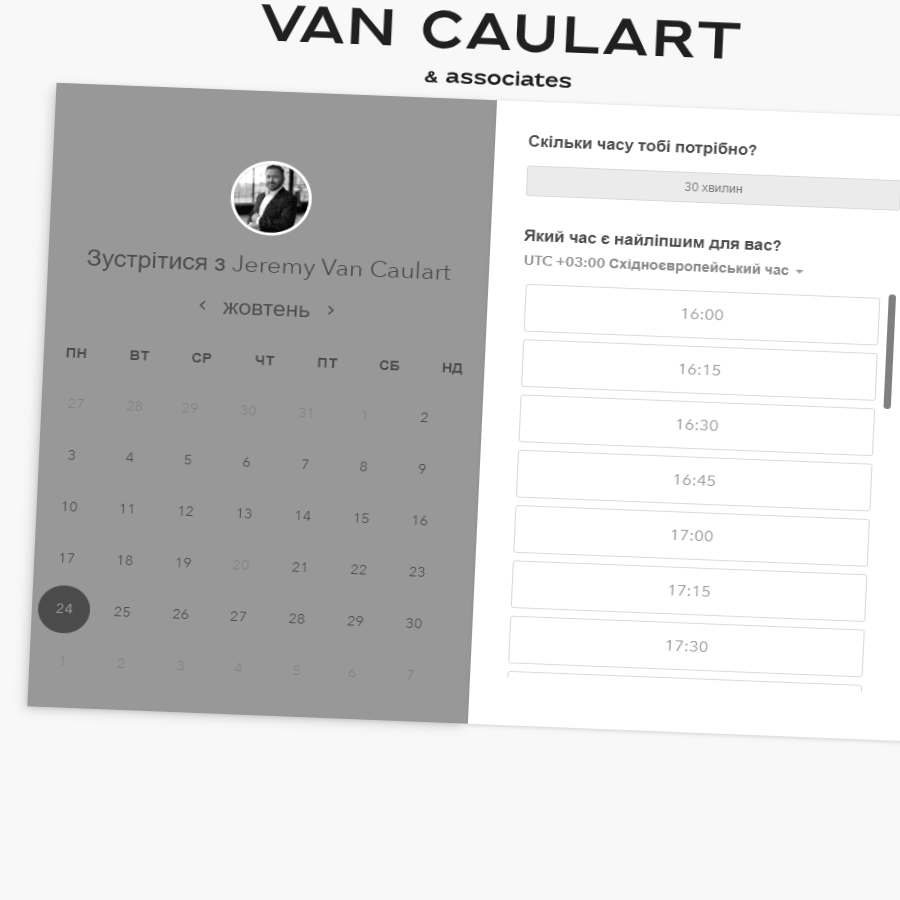 VAN CAULART
& associates
Зустрітися з Jeremy Van Caulart
жовтень
ПН ВТ СР ЧТ ПТ СБ НД
27 28 29 30 31 1 2
3 4 5 6 7 8 9
10 11 12 13 14 15 16
17 18 19 20 21 22 23
24 25 26 27 28 29 30
1 2 3 4 5 6 7
Скільки часу тобі потрібно?
30 хвилин
Який час є найліпшим для вас?
UTC +03:00 Східноєвропейський час
16:00
16:15
16:30
16:45
17:00
17:15
17:30